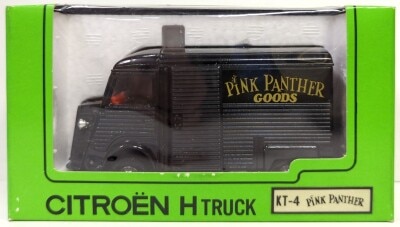 PINK PANTHER
GOODS
CITROËN H TRUCK
KT-4 PINK PANTHER